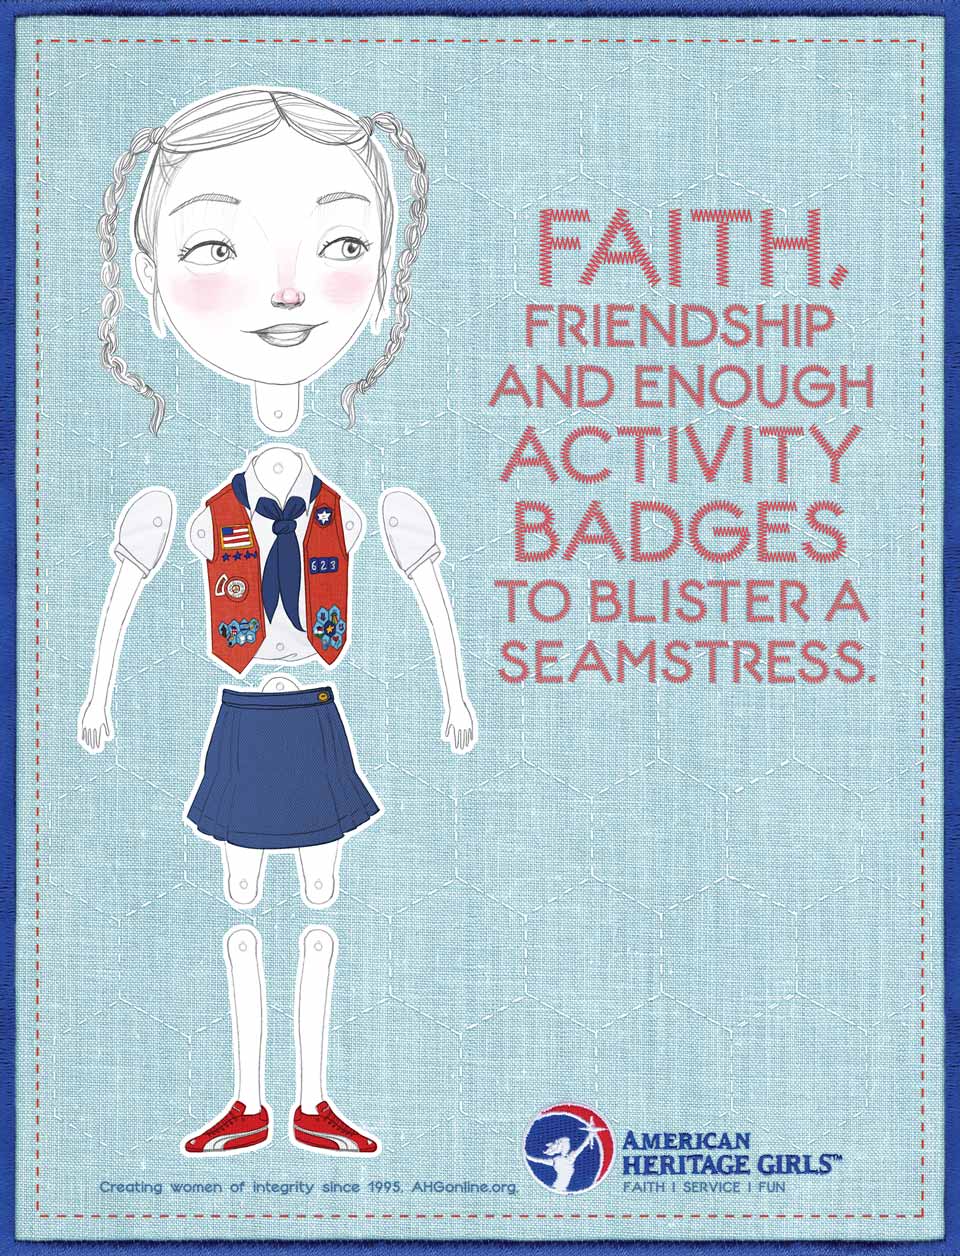 FAITH,
FRIENDSHIP
AND ENOUGH
ACTIVITY
BADGES
TO BLISTER A
SEAMSTRESS.
623
Creating women of integrity since 1995. AHGonline.org.
AMERICAN
HERITAGE GIRLS™
FAITH | SERVICE | FUN